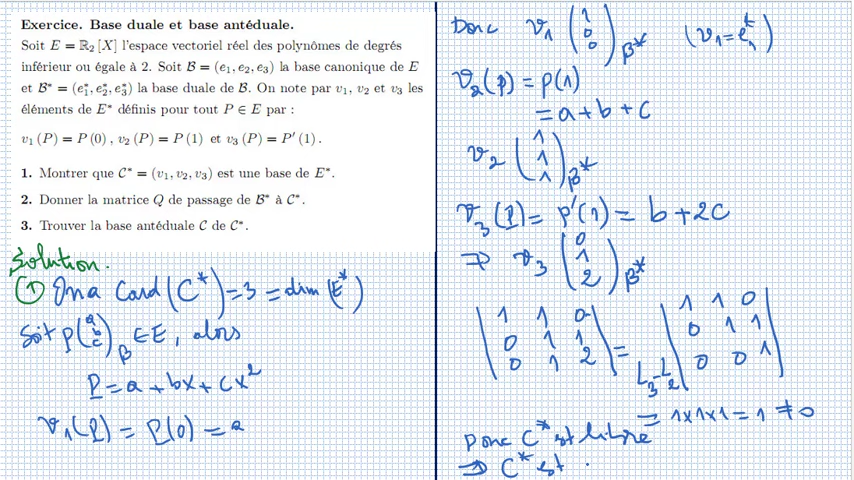 Exercice. Base duale et base antéduale.
Soit E = ℝ₂ [X] l'espace vectoriel réel des polynômes de degrés
inférieur ou égale à 2. Soit B = (e₁, e₂, e₃) la base canonique de E
et B* = (e₁*, e₂*, e₃*) la base duale de B. On note par v₁, v₂ et v₃ les
éléments de E* définis pour tout P ∈ E par :
v₁ (P) = P (0) , v₂ (P) = P (1) et v₃ (P) = P′ (1) .
1. Montrer que C* = (v₁, v₂, v₃) est une base de E*.
2. Donner la matrice Q de passage de B* à C*.
3. Trouver la base antéduale C de C*.
Solution.
① On a Card(C*) = 3 = dim(E*)
Soit P(a b c)_B ∈ E, alors
P = a + bX + cX²
v₁(P) = P(0) = a
Donc v₁ (1 0 0)_B* (v₁ = e₁*)
v₂(P) = P(1)
= a + b + c
v₂ (1 1 1)_B*
v₃(P) = P'(1) = b + 2c
⇒ v₃ (0 1 2)_B*
|1 1 0| |1 1 0|
|0 1 1| = |0 1 1|
|0 1 2| L₃-L₂ |0 0 1|
= 1×1×1 = 1 ≠ 0
Donc C* est libre
⇒ C* est